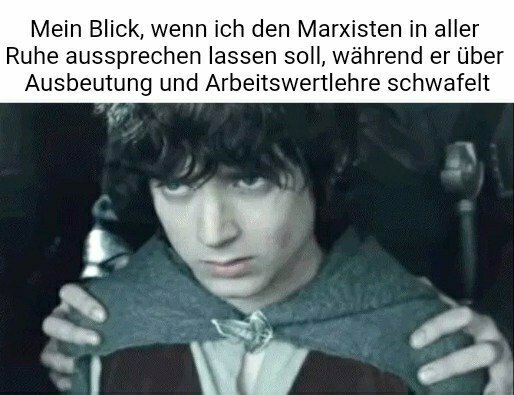 Mein Blick, wenn ich den Marxisten in aller
Ruhe aussprechen lassen soll, während er über
Ausbeutung und Arbeitswertlehre schwafelt